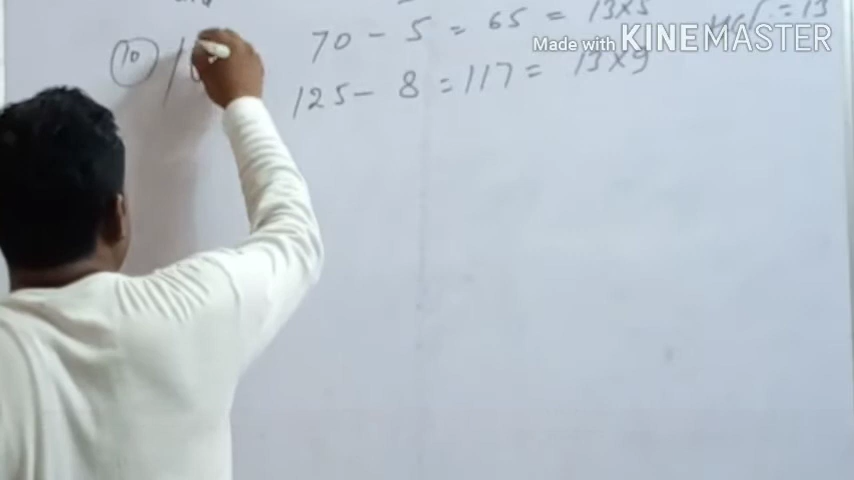 70 - 5 = 65 = 13x5
HCF = 13
Made with KINEMASTER
125 - 8 = 117 = 13x9
(10)